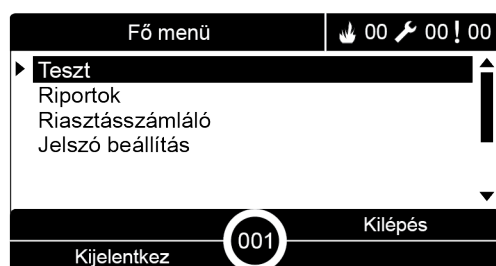 Fő menü 00 00 ! 00
Teszt
Riportok
Riasztásszámláló
Jelszó beállítás
Kilépés
001
Kijelentkez